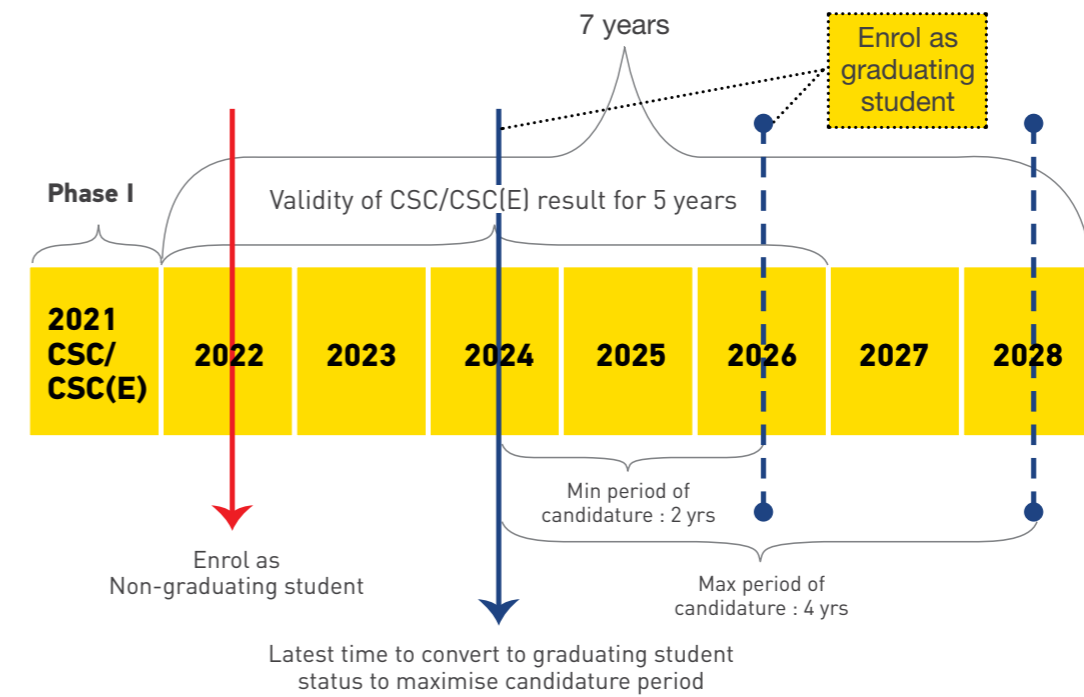 7 years
Enrol as
graduating
student
Phase I
Validity of CSC/CSC(E) result for 5 years
2021
CSC/
CSC(E)
2022
2023
2024
2025
2026
2027
2028
Min period of
candidature : 2 yrs
Enrol as
Non-graduating student
Max period of
candidature : 4 yrs
Latest time to convert to graduating student
status to maximise candidature period